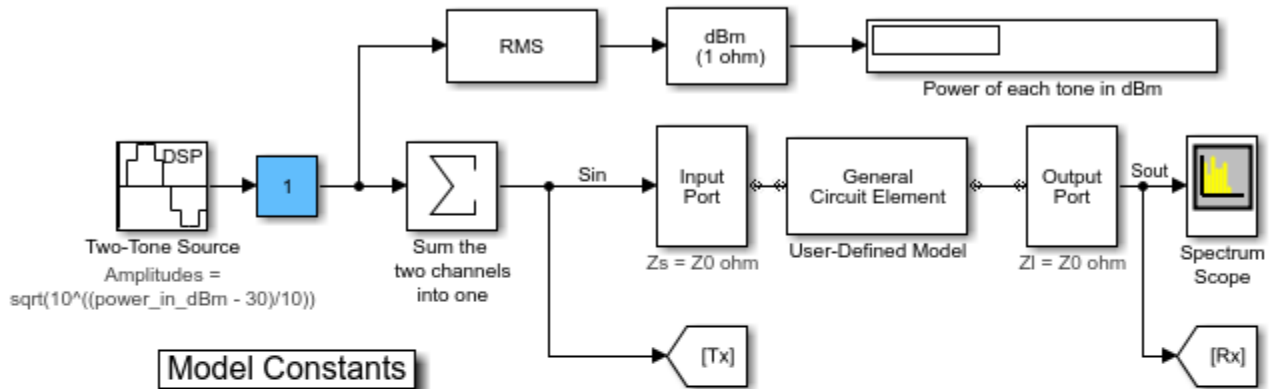 RMS
dBm
(1 ohm)
Power of each tone in dBm
DSP
1
Two-Tone Source
Amplitudes =
sqrt(10^((power_in_dBm - 30)/10))
Sum the
two channels
into one
Sin
Input
Port
Zs = Z0 ohm
General
Circuit Element
User-Defined Model
Output
Port
Zl = Z0 ohm
Sout
Spectrum
Scope
[Tx]
[Rx]
Model Constants